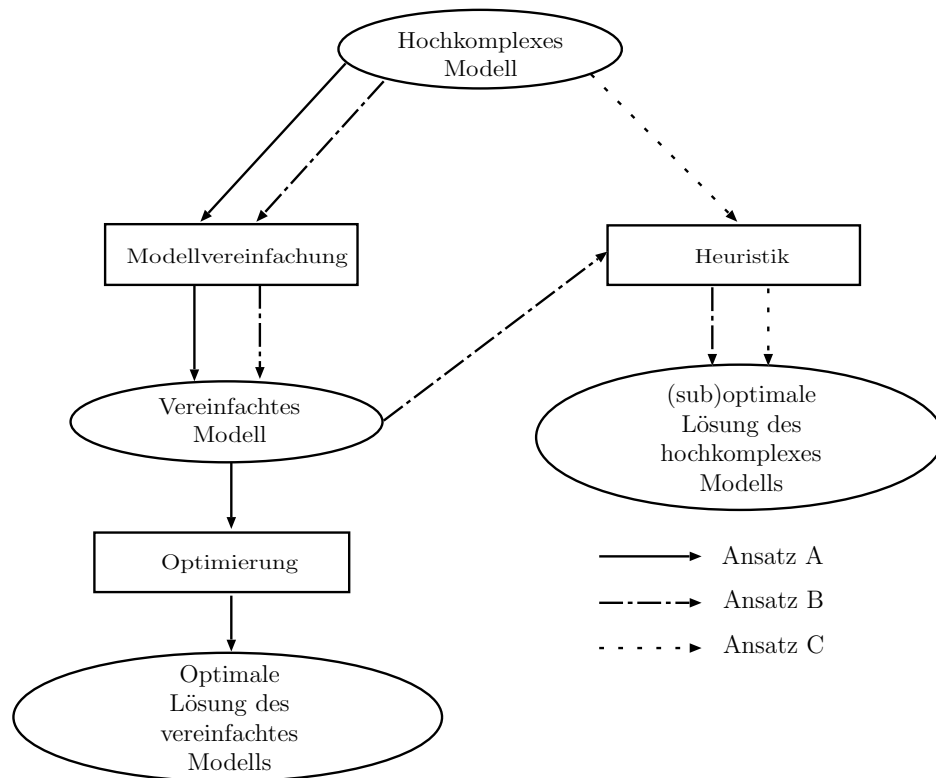 Hochkomplexes
Modell
Modellvereinfachung
Heuristik
Vereinfachtes
Modell
(sub)optimale
Lösung des
hochkomplexes
Modells
Optimierung
Ansatz A
Ansatz B
Ansatz C
Optimale
Lösung des
vereinfachtes
Modells